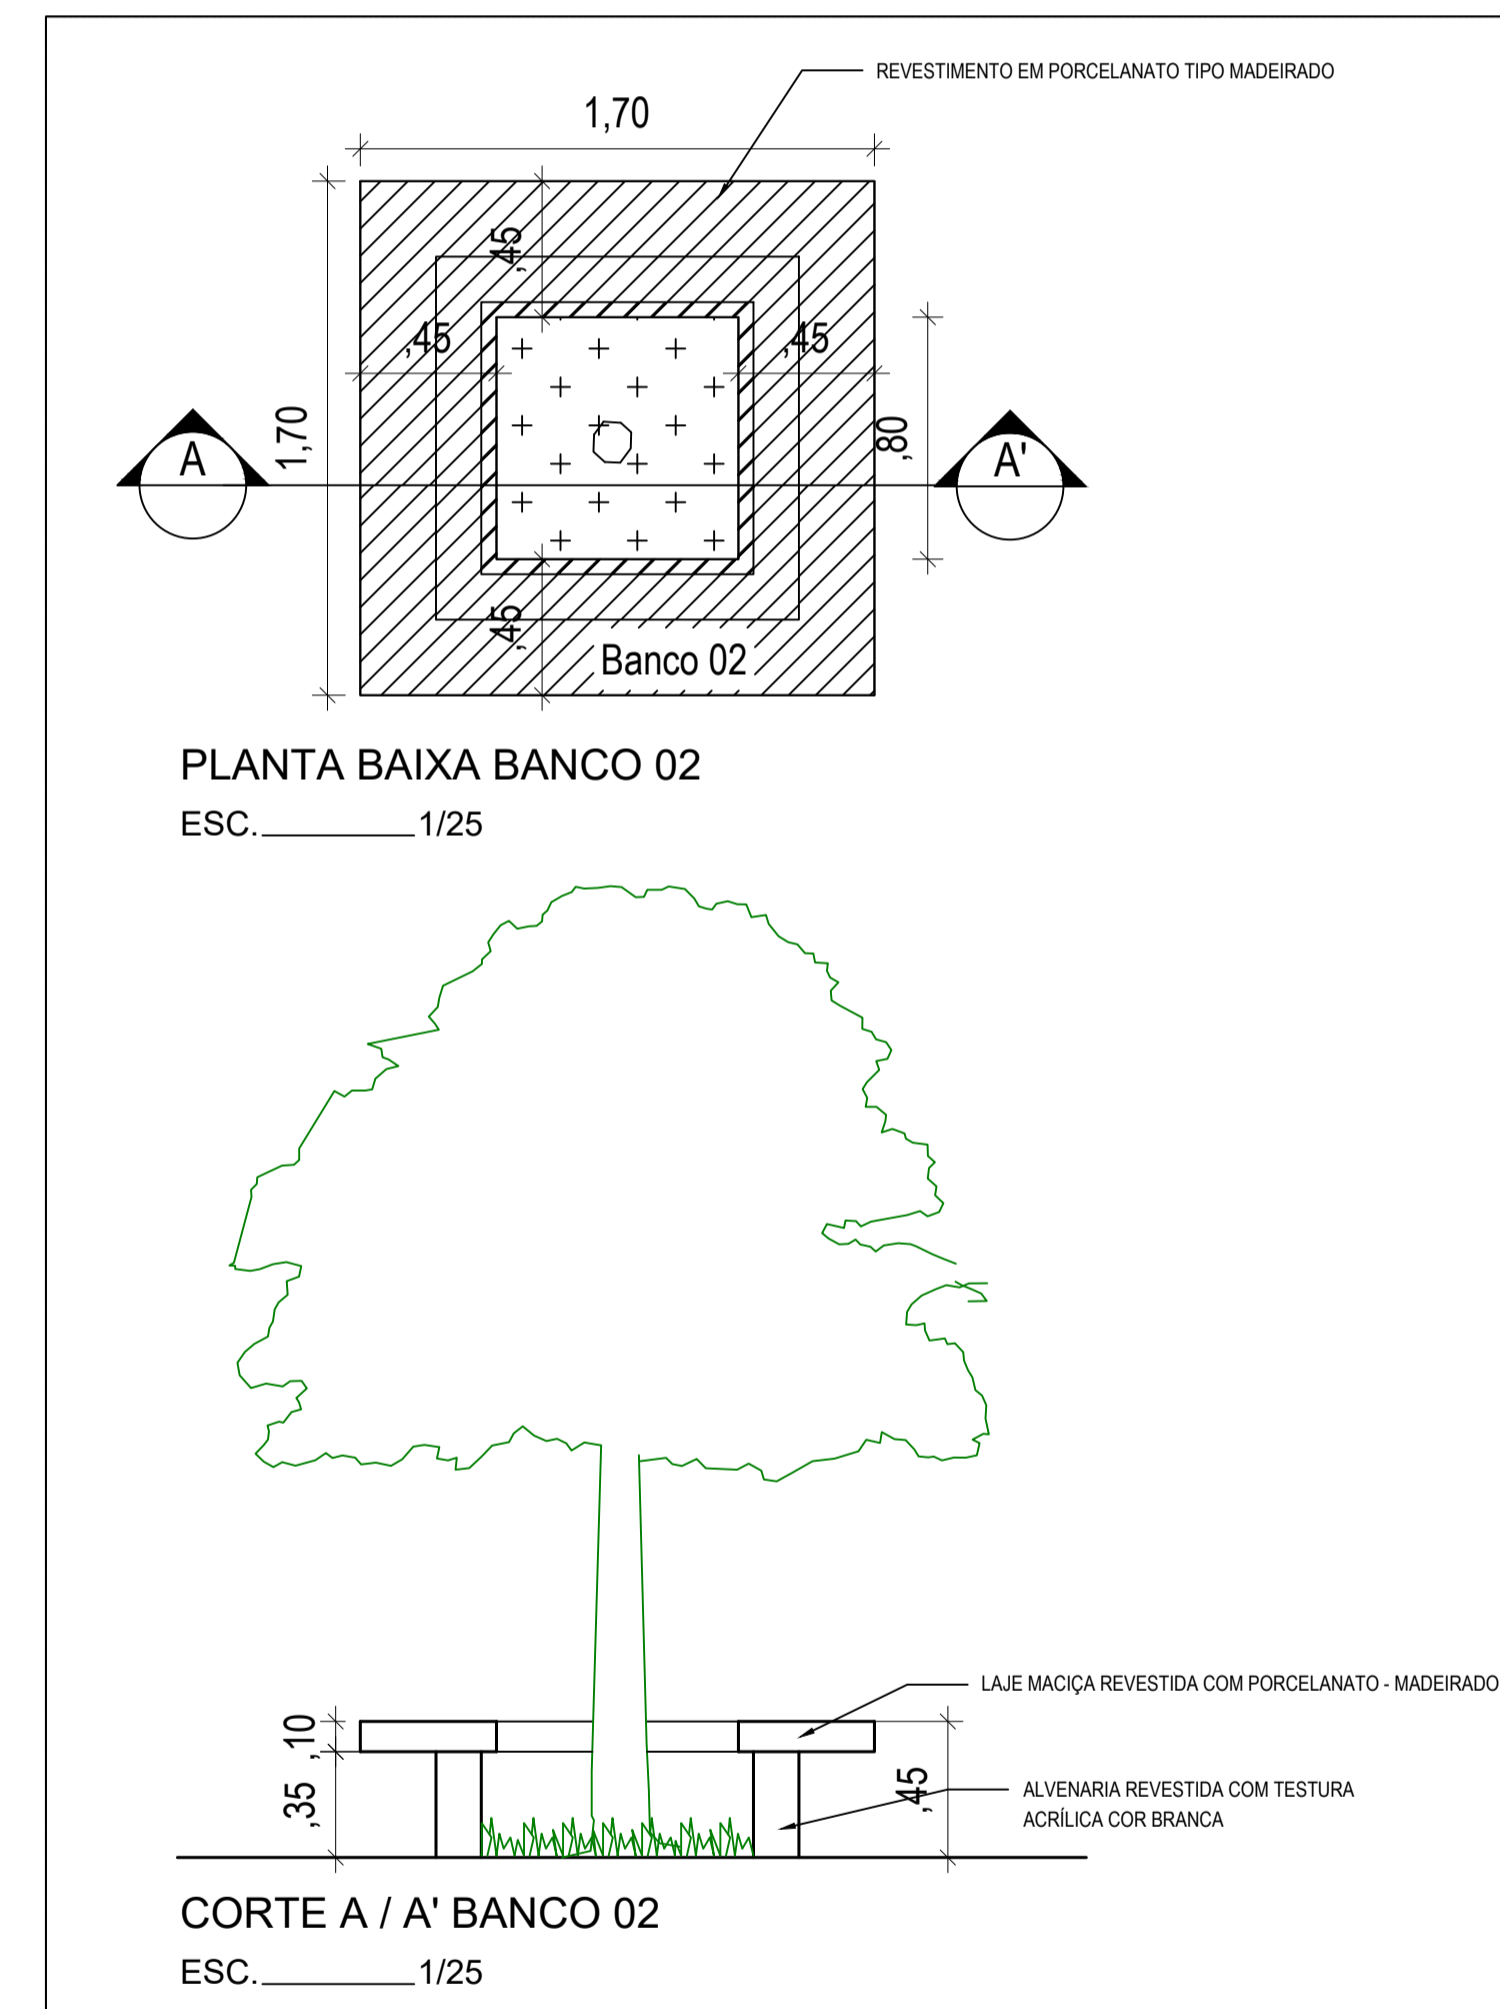 REVESTIMENTO EM PORCELANATO TIPO MADEIRADO
1,70
,45
,45
,45
1,70
A
,80
A'
,45
Banco 02
PLANTA BAIXA BANCO 02
ESC. 1/25
LAJE MACIÇA REVESTIDA COM PORCELANATO - MADEIRADO
,10
,35
,45
ALVENARIA REVESTIDA COM TESTURA
ACRÍLICA COR BRANCA
CORTE A / A' BANCO 02
ESC. 1/25